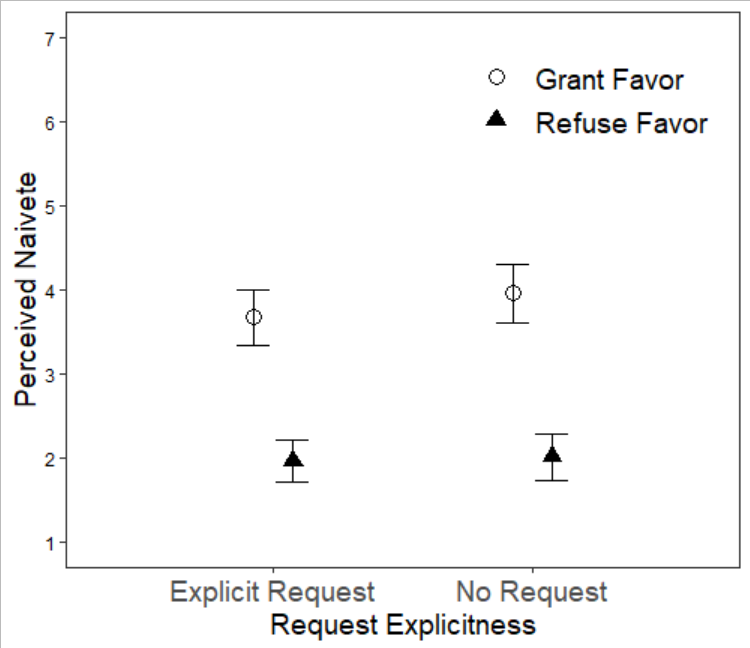 7
6
5
4
3
2
1
Perceived Naivete
Grant Favor
Refuse Favor
Explicit Request
No Request
Request Explicitness